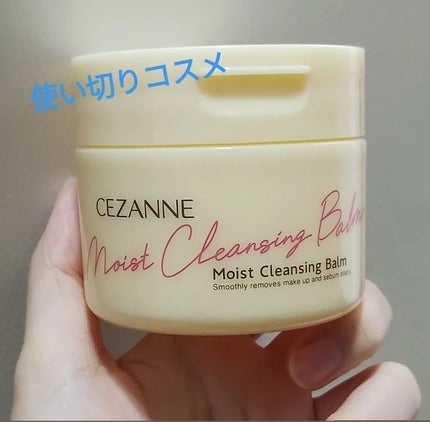 使い切りコスメ
CEZANNE
Moist Cleansing Balm
Moist Cleansing Balm
Smoothly removes make up and sebum stains